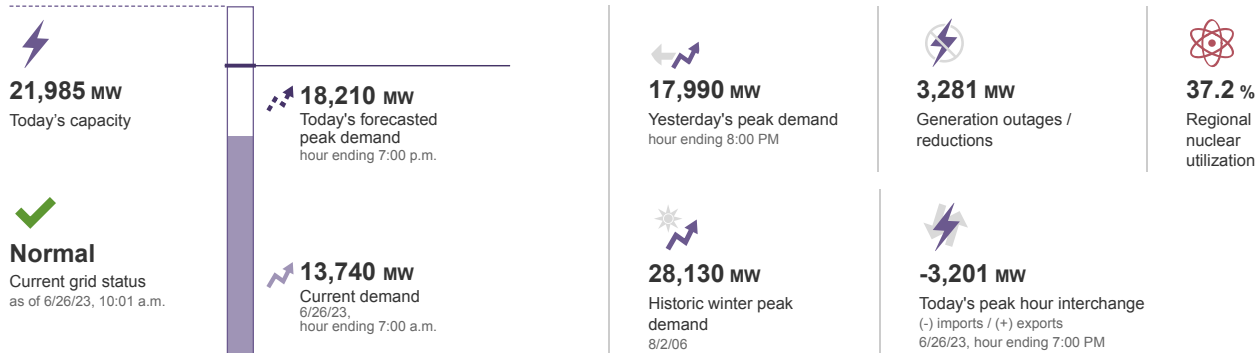 21,985 MW
Today's capacity
Normal
Current grid status
as of 6/26/23, 10:01 a.m.
18,210 MW
Today's forecasted
peak demand
hour ending 7:00 p.m.
13,740 MW
Current demand
6/26/23,
hour ending 7:00 a.m.
17,990 MW
Yesterday's peak demand
hour ending 8:00 PM
3,281 MW
Generation outages /
reductions
37.2 %
Regional
nuclear
utilization
28,130 MW
Historic winter peak
demand
8/2/06
-3,201 MW
Today's peak hour interchange
(-) imports / (+) exports
6/26/23, hour ending 7:00 PM